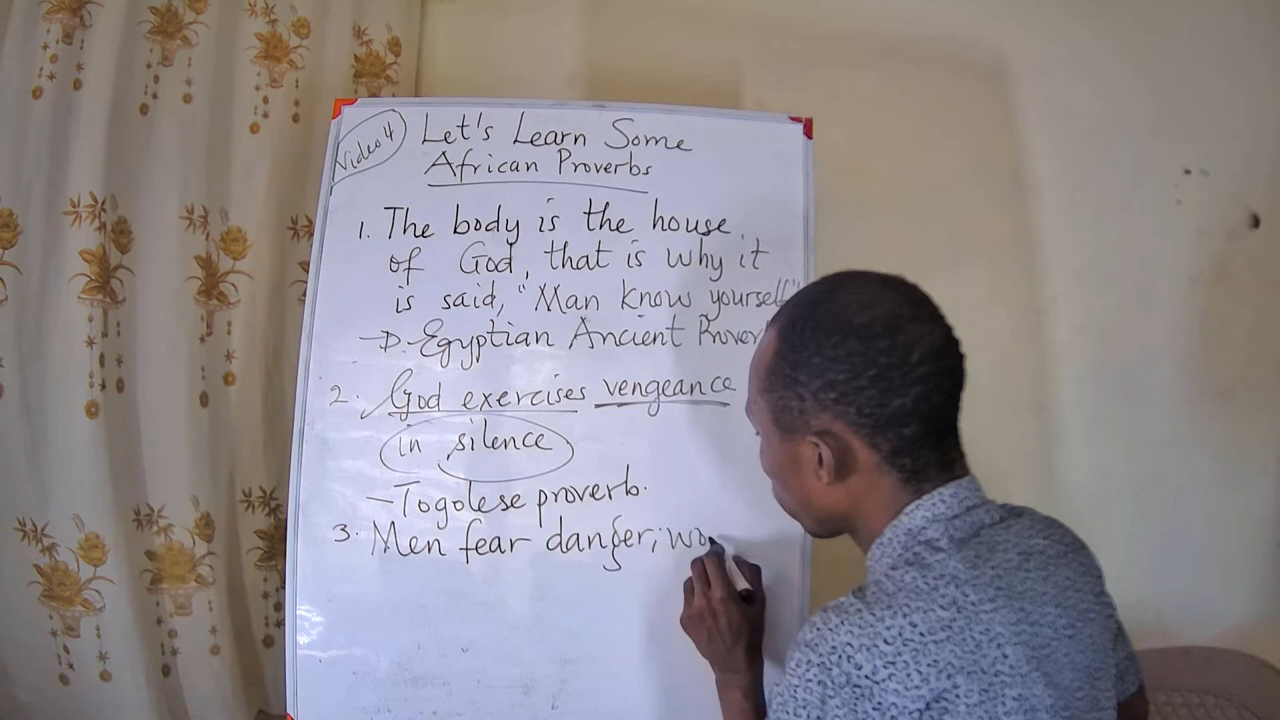 Video 4
Let's Learn Some
African Proverbs
1. The body is the house
of God, that is why it
is said, "Man know yourself"
Egyptian Ancient Prover
2. God exercises vengeance
in silence
- Togolese proverb.
3. Men fear danger; wo